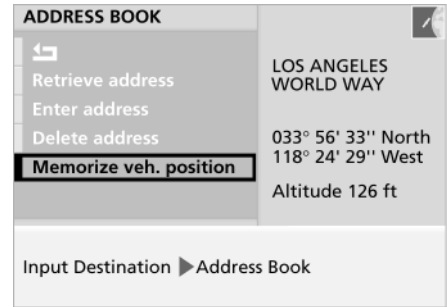 ADDRESS BOOK
Retrieve address
Enter address
Delete address
Memorize veh. position
LOS ANGELES
WORLD WAY
033° 56' 33'' North
118° 24' 29'' West
Altitude 126 ft
Input Destination ▶ Address Book